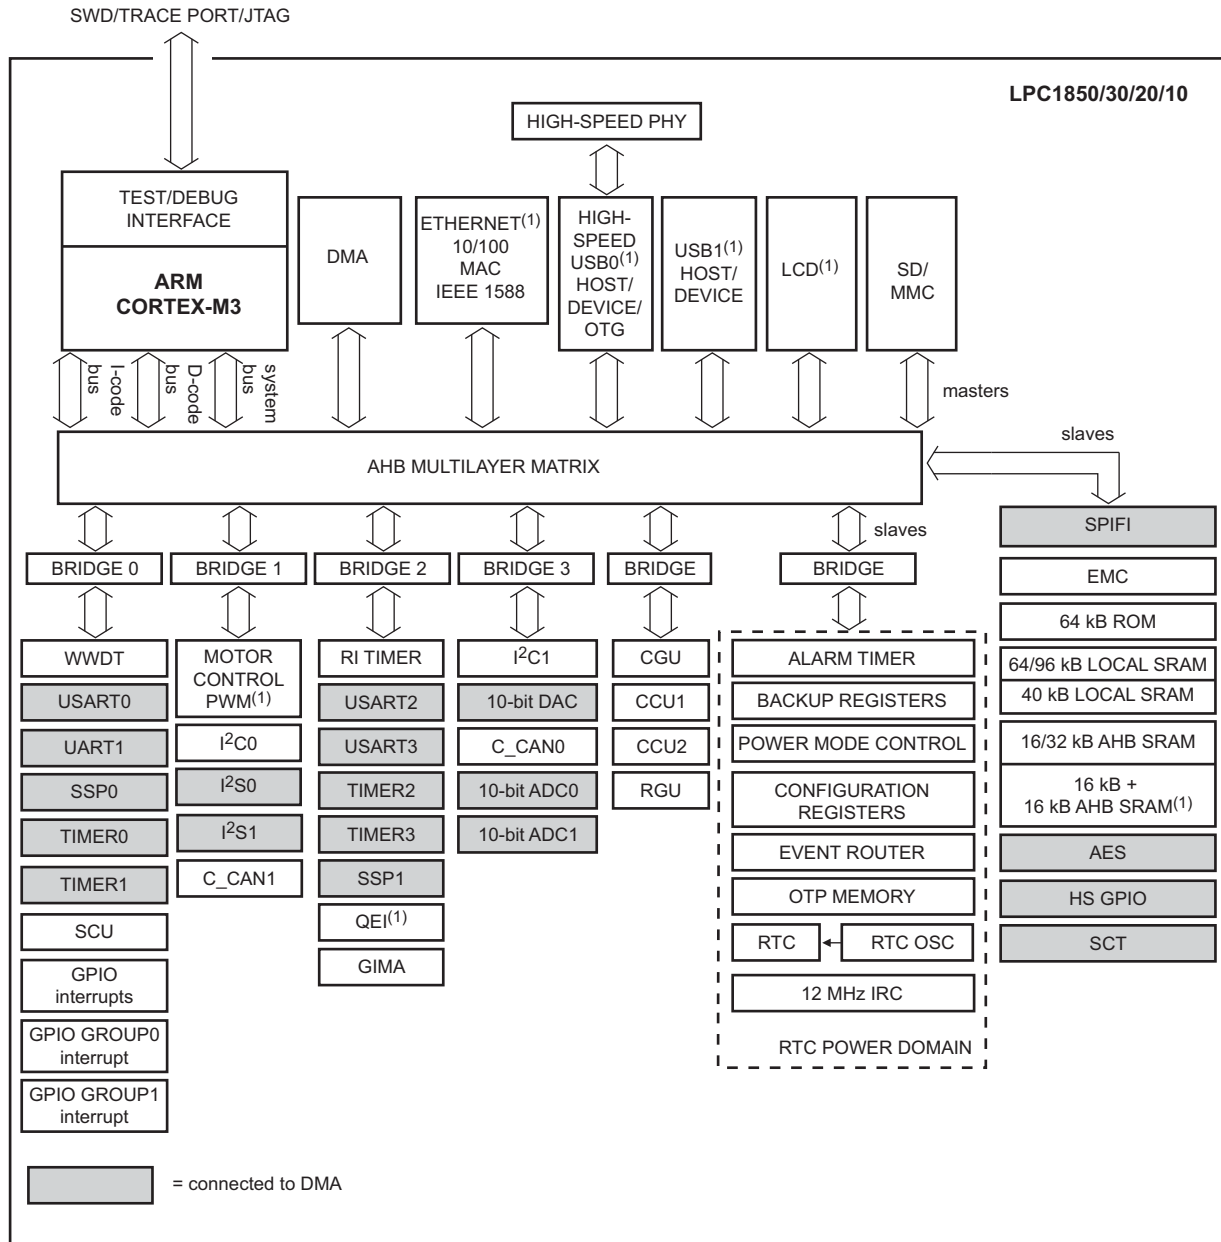 SWD/TRACE PORT/JTAG
LPC1850/30/20/10
HIGH-SPEED PHY
TEST/DEBUG
INTERFACE
ARM
CORTEX-M3
DMA
ETHERNET(1)
10/100
MAC
IEEE 1588
HIGH-
SPEED
USB0(1)
HOST/
DEVICE/
OTG
USB1(1)
HOST/
DEVICE
LCD(1)
SD/
MMC
I-code
bus
D-code
bus
system
bus
masters
slaves
AHB MULTILAYER MATRIX
slaves
BRIDGE 0
BRIDGE 1
BRIDGE 2
BRIDGE 3
BRIDGE
BRIDGE
WWDT
USART0
UART1
SSP0
TIMER0
TIMER1
SCU
GPIO
interrupts
GPIO GROUP0
interrupt
GPIO GROUP1
interrupt
MOTOR
CONTROL
PWM(1)
I2C0
I2S0
I2S1
C_CAN1
RI TIMER
USART2
USART3
TIMER2
TIMER3
SSP1
QEI(1)
GIMA
I2C1
10-bit DAC
C_CAN0
10-bit ADC0
10-bit ADC1
CGU
CCU1
CCU2
RGU
ALARM TIMER
BACKUP REGISTERS
POWER MODE CONTROL
CONFIGURATION
REGISTERS
EVENT ROUTER
OTP MEMORY
RTC
RTC OSC
12 MHz IRC
RTC POWER DOMAIN
SPIFI
EMC
64 kB ROM
64/96 kB LOCAL SRAM
40 kB LOCAL SRAM
16/32 kB AHB SRAM
16 kB +
16 kB AHB SRAM(1)
AES
HS GPIO
SCT
= connected to DMA